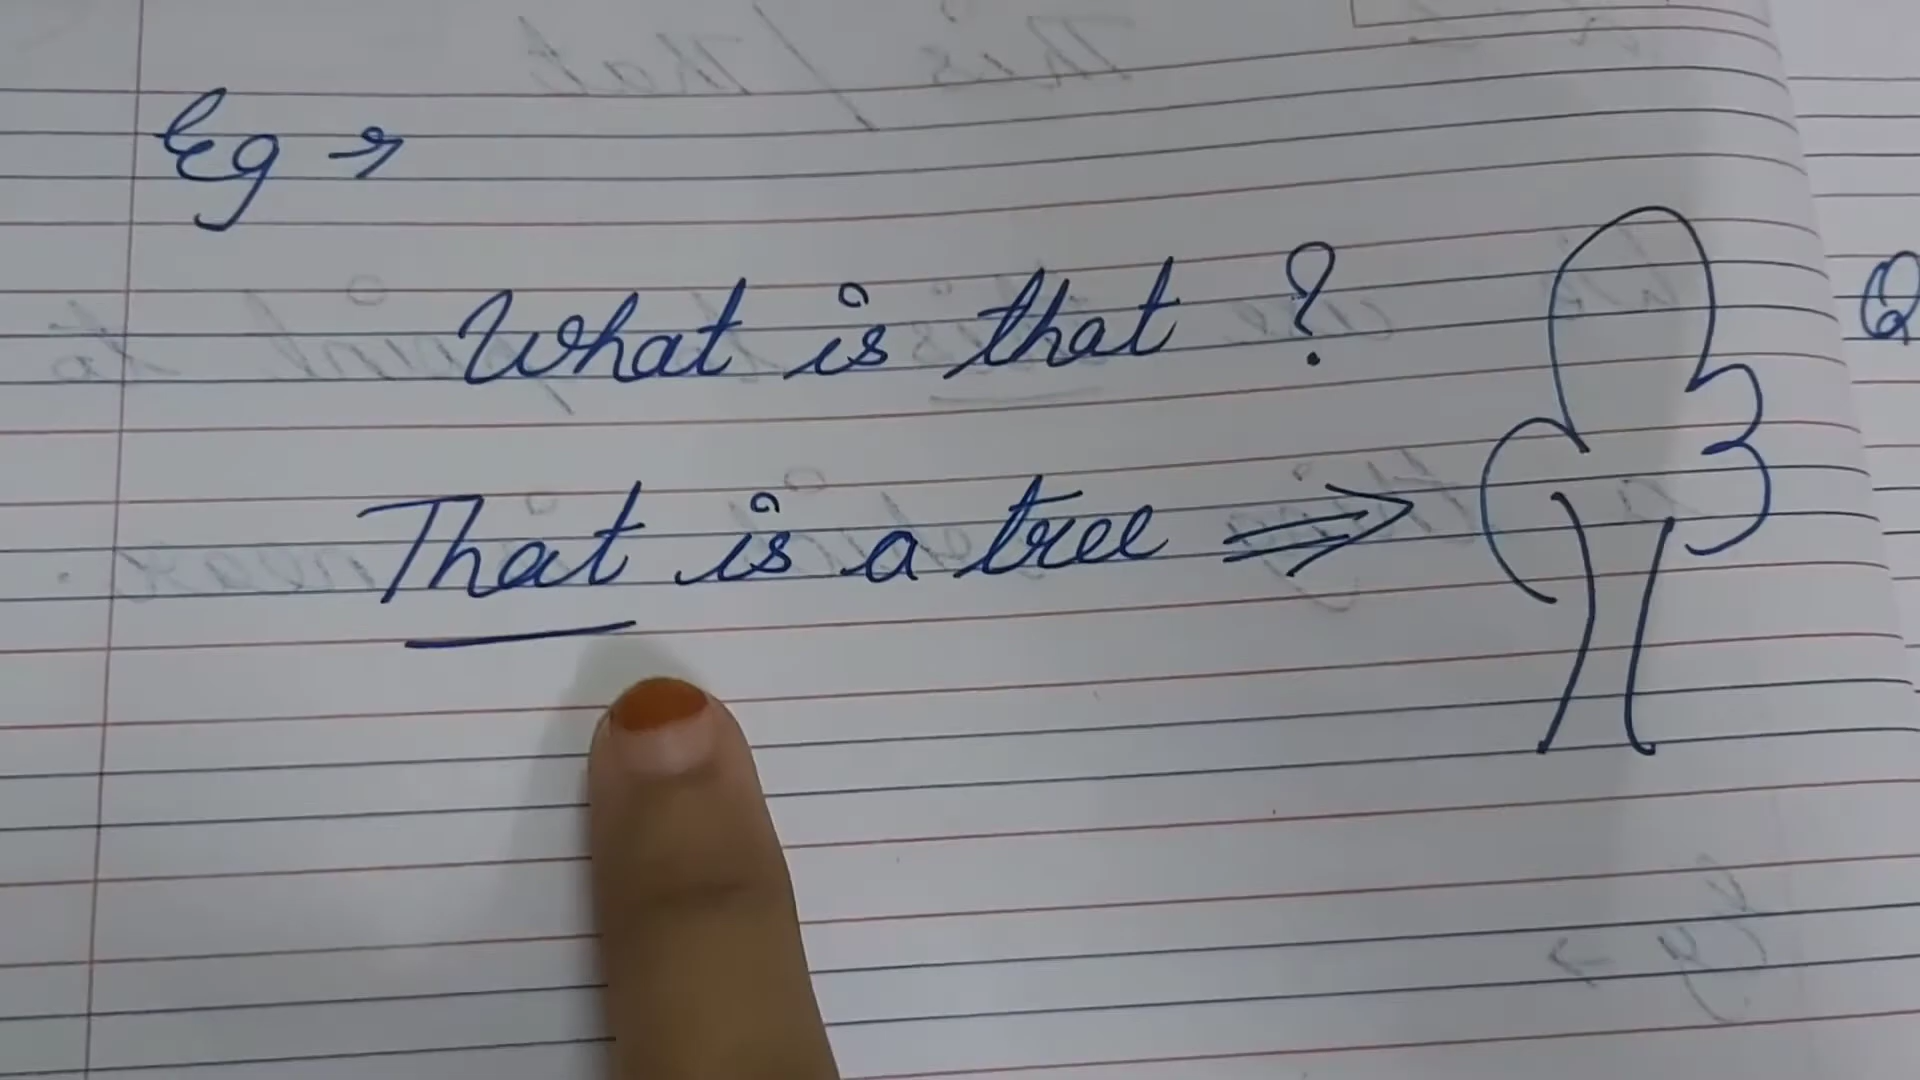 Eg →
What is that ?
That is a tree ⇒
Q